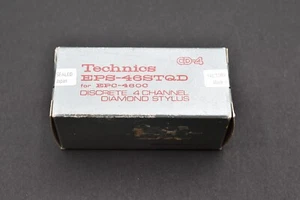 CD-4
Technics
EPS-46STQD
for EPC-460C
DISCRETE 4 CHANNEL
DIAMOND STYLUS